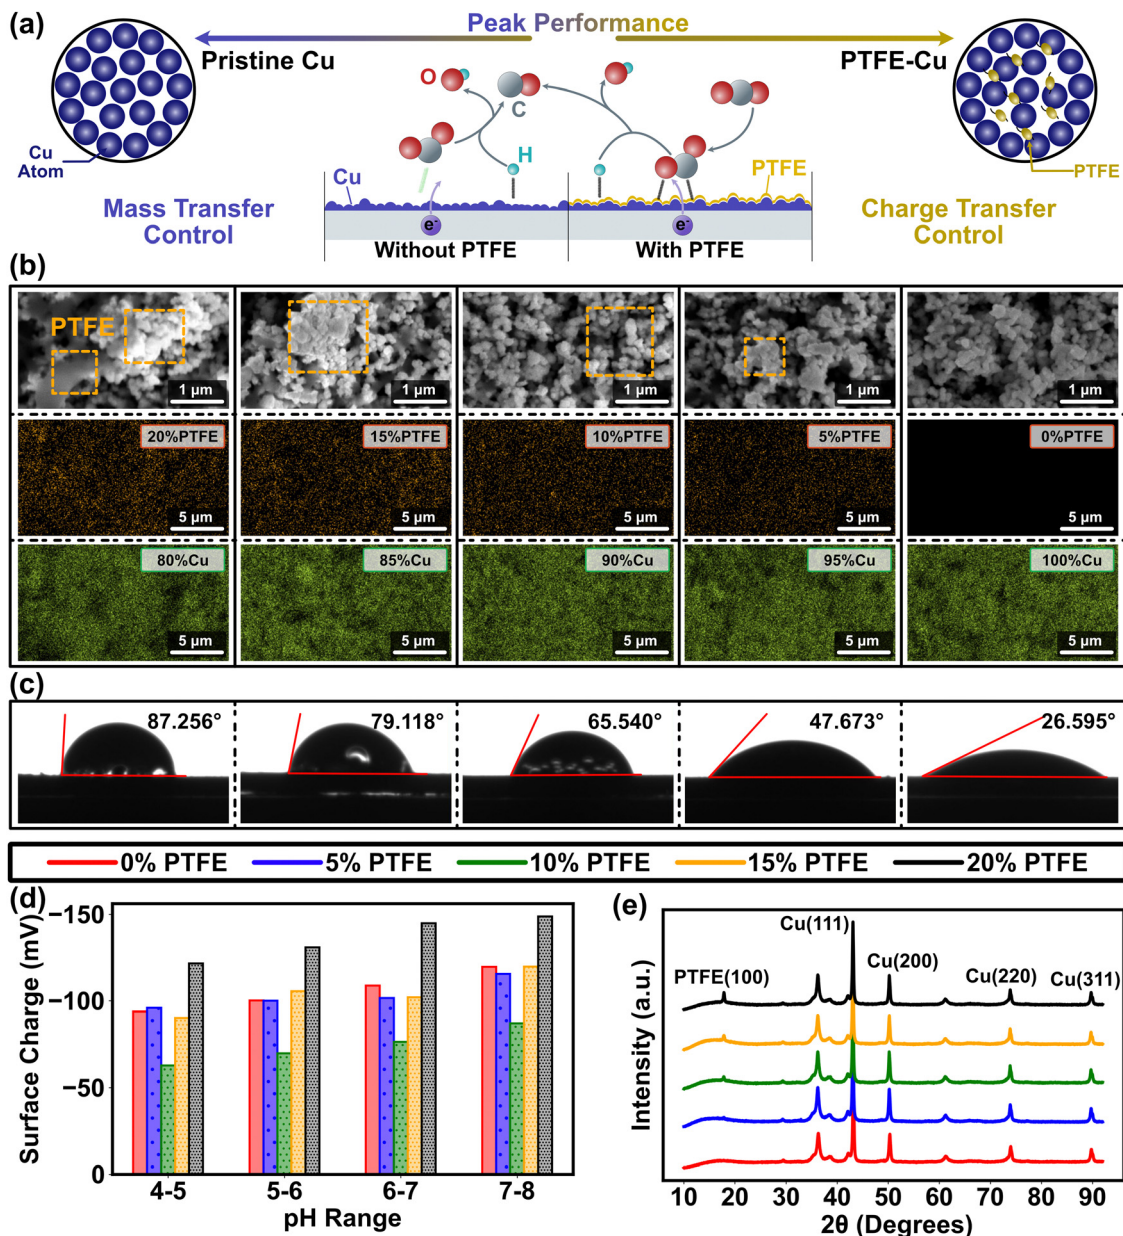 (a)
Peak Performance
Pristine Cu
PTFE-Cu
O
C
H
Cu
Atom
Cu
PTFE
PTFE
Mass Transfer
Control
e-
e-
Charge Transfer
Control
Without PTFE
With PTFE
(b)
PTFE
1 µm
1 µm
1 µm
1 µm
1 µm
20%PTFE
15%PTFE
10%PTFE
5%PTFE
0%PTFE
5 µm
5 µm
5 µm
5 µm
5 µm
80%Cu
85%Cu
90%Cu
95%Cu
100%Cu
5 µm
5 µm
5 µm
5 µm
5 µm
(c)
87.256°
79.118°
65.540°
47.673°
26.595°
0% PTFE
5% PTFE
10% PTFE
15% PTFE
20% PTFE
(d)
Surface Charge (mV)
−150
−100
−50
0
4-5
5-6
6-7
7-8
pH Range
(e)
Intensity (a.u.)
PTFE(100)
Cu(111)
Cu(200)
Cu(220)
Cu(311)
10
20
30
40
50
60
70
80
90
2θ (Degrees)